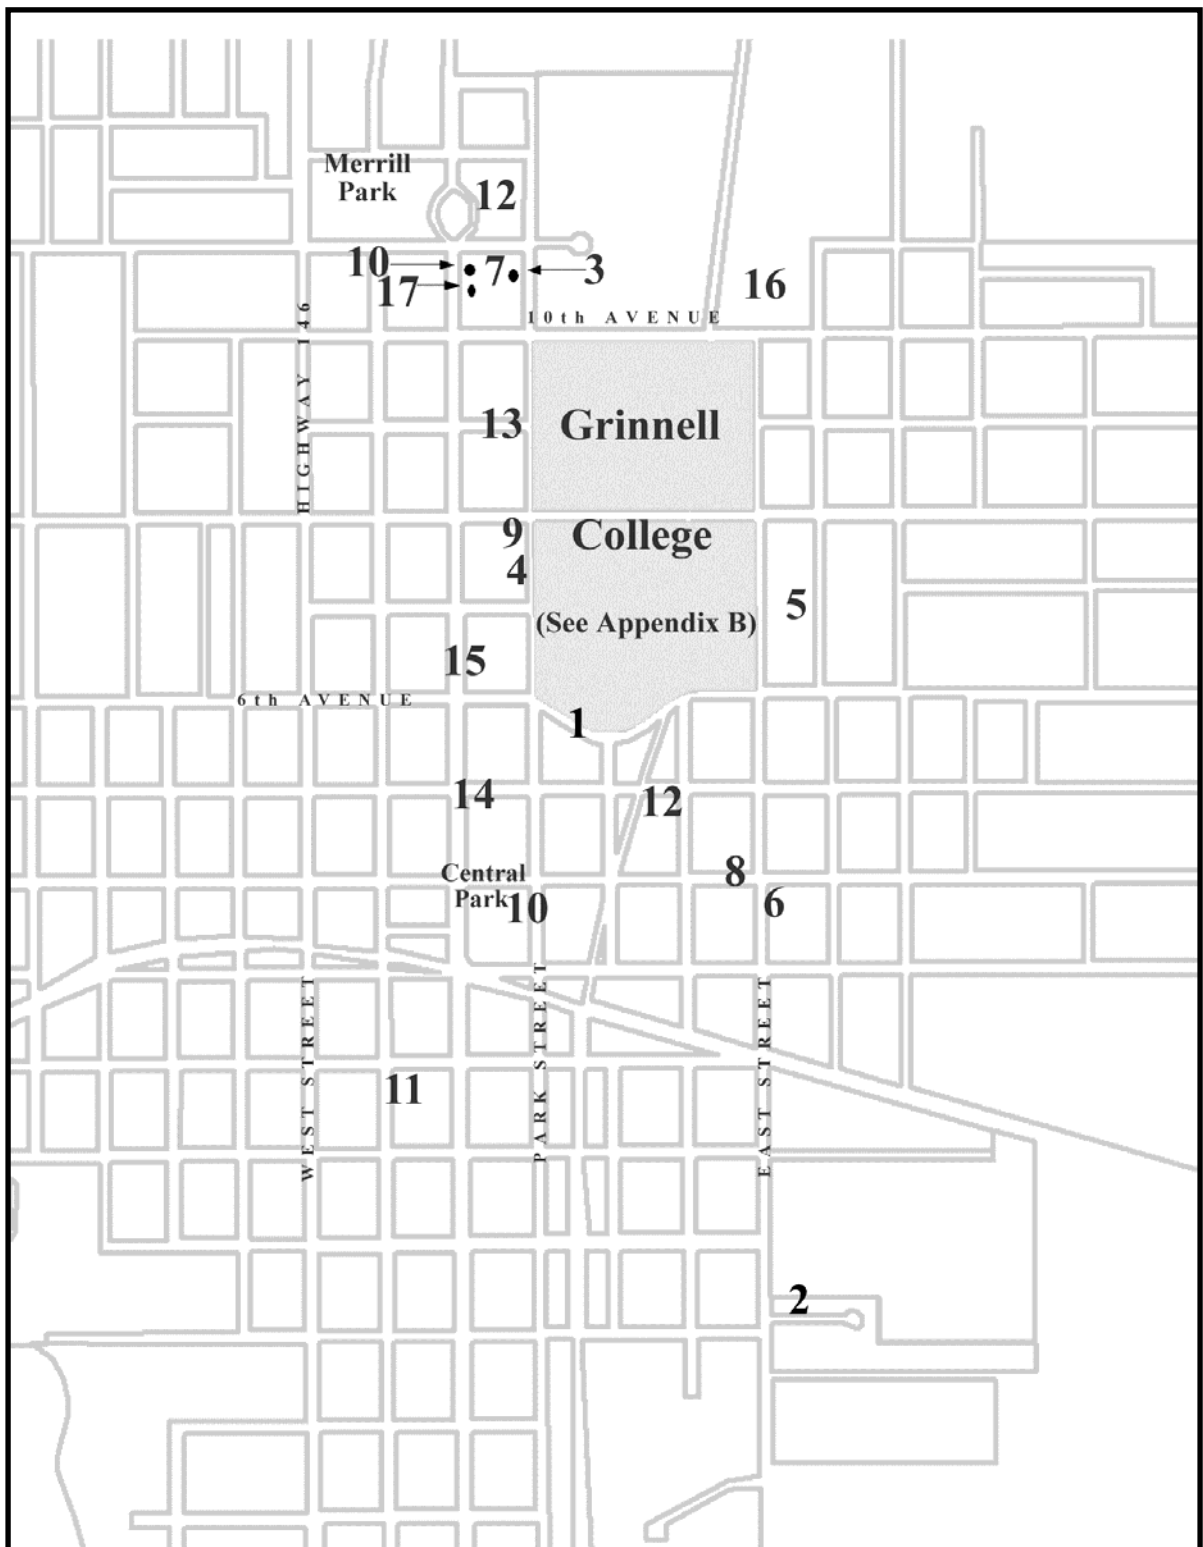 Merrill
Park
12
10
7
3
17
16
10th AVENUE
HIGHWAY 146
13
Grinnell
9
College
4
5
(See Appendix B)
15
6th AVENUE
1
14
12
Central
Park
8
10
6
WEST STREET
PARK STREET
EAST STREET
11
2